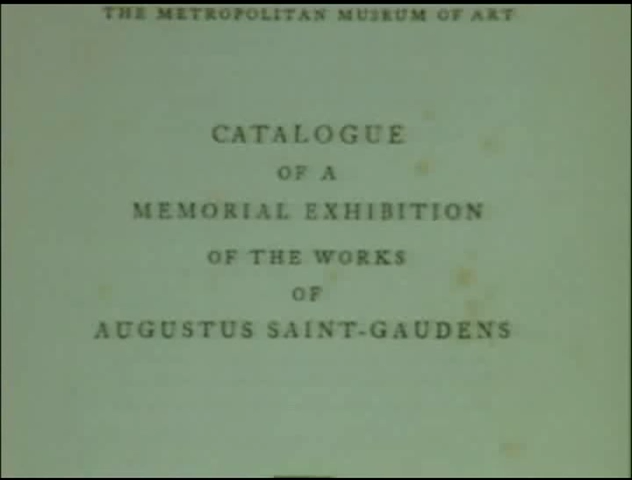 THE METROPOLITAN MUSEUM OF ART
CATALOGUE
OF A
MEMORIAL EXHIBITION
OF THE WORKS
OF
AUGUSTUS SAINT-GAUDENS